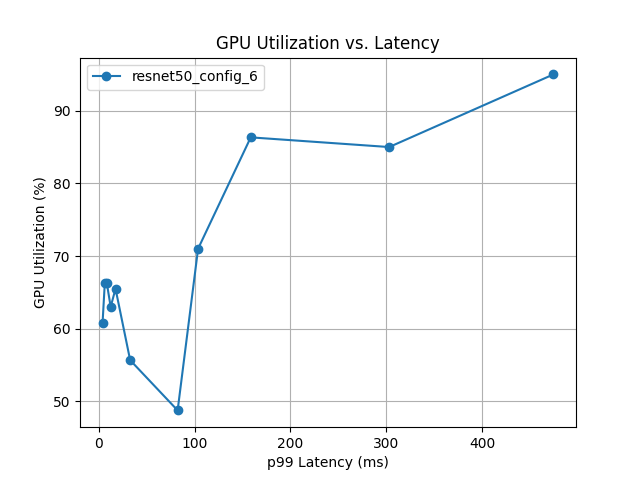 GPU Utilization vs. Latency
resnet50_config_6
GPU Utilization (%)
90
80
70
60
50
0 100 200 300 400
p99 Latency (ms)